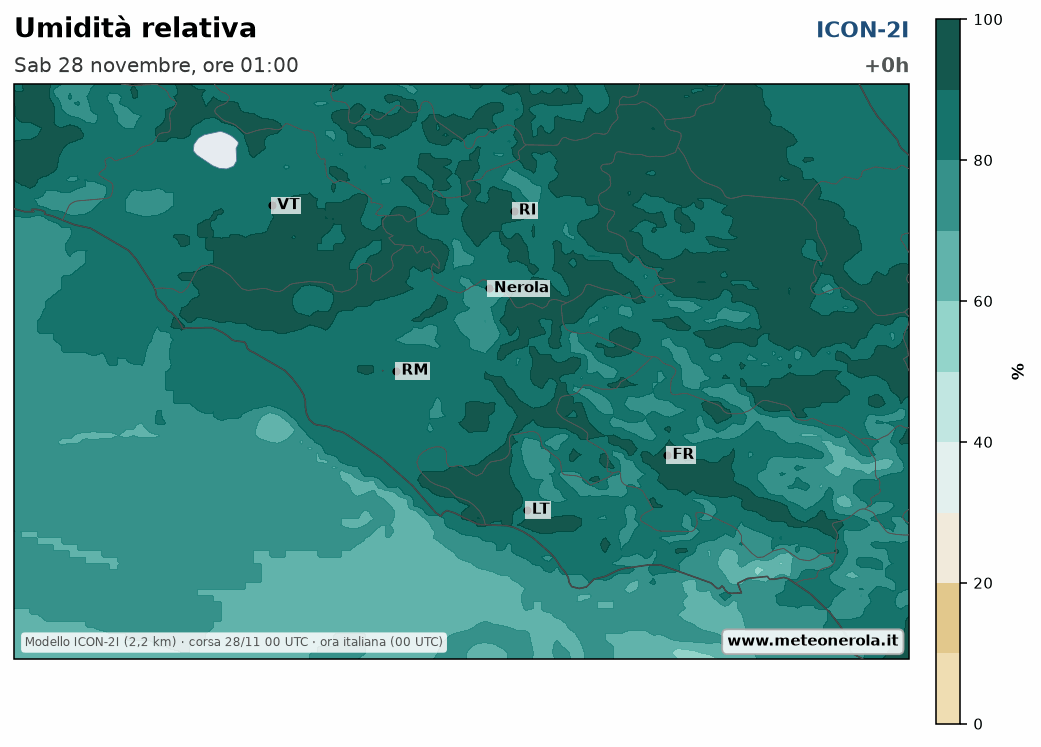 Umidità relativa
ICON-2I
Sab 28 novembre, ore 01:00
+0h
100
80
60
40
20
0
%
VT
RI
Nerola
RM
FR
LT
Modello ICON-2I (2,2 km) · corsa 28/11 00 UTC · ora italiana (00 UTC)
www.meteonerola.it